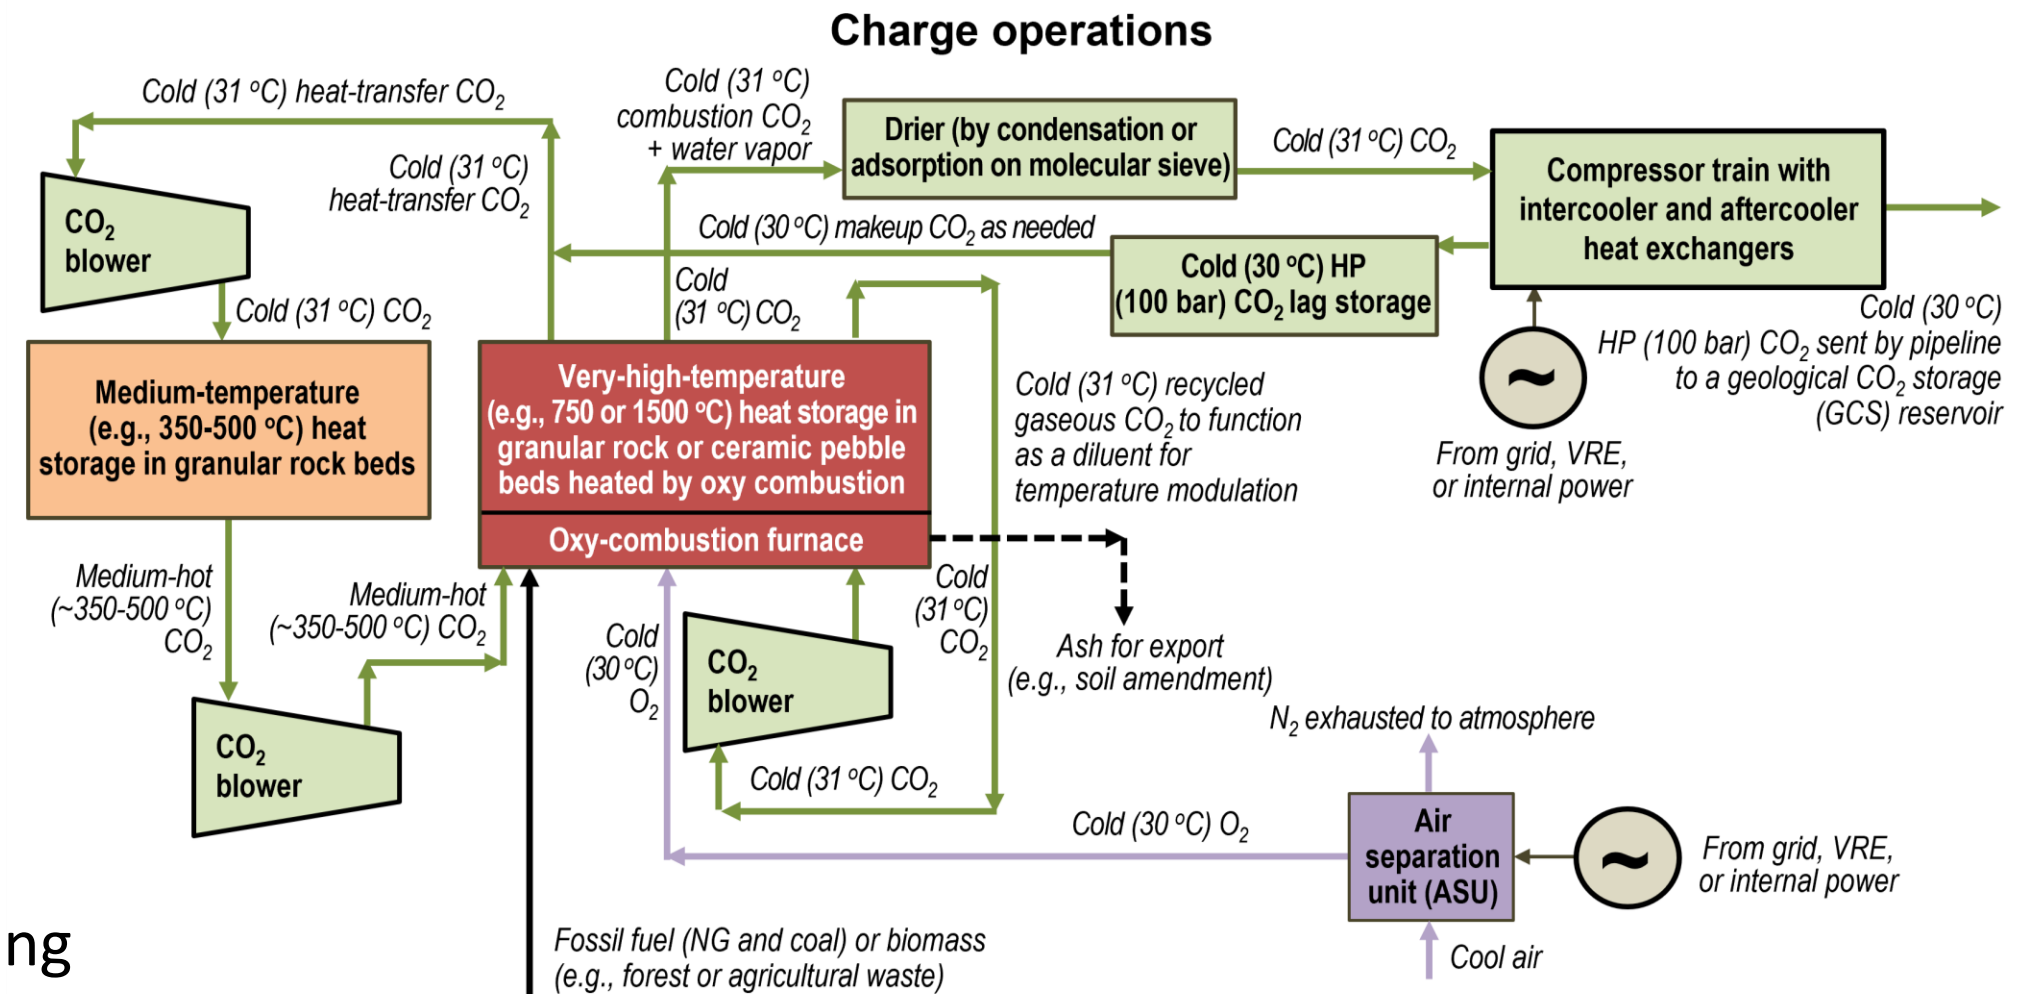 Charge operations
Cold (31 °C) heat-transfer CO₂
Cold (31 °C)
combustion CO₂
+ water vapor
Drier (by condensation or
adsorption on molecular sieve)
Cold (31 °C) CO₂
Compressor train with
intercooler and aftercooler
heat exchangers
Cold (31 °C)
heat-transfer CO₂
CO₂
blower
Cold (30 °C) makeup CO₂ as needed
Cold (30 °C) HP
(100 bar) CO₂ lag storage
Cold
(31 °C) CO₂
Cold (31 °C) CO₂
Cold (30 °C)
HP (100 bar) CO₂ sent by pipeline
to a geological CO₂ storage
(GCS) reservoir
~
From grid, VRE,
or internal power
Medium-temperature
(e.g., 350-500 °C) heat
storage in granular rock beds
Very-high-temperature
(e.g., 750 or 1500 °C) heat storage in
granular rock or ceramic pebble
beds heated by oxy combustion
Oxy-combustion furnace
Cold (31 °C) recycled
gaseous CO₂ to function
as a diluent for
temperature modulation
Medium-hot
(~350-500 °C)
CO₂
Medium-hot
(~350-500 °C) CO₂
Cold
(30 °C)
O₂
CO₂
blower
Cold
(31 °C)
CO₂
Ash for export
(e.g., soil amendment)
CO₂
blower
Cold (31 °C) CO₂
N₂ exhausted to atmosphere
Cold (30 °C) O₂
Air
separation
unit (ASU)
~
From grid, VRE,
or internal power
Cool air
Fossil fuel (NG and coal) or biomass
(e.g., forest or agricultural waste)
ng